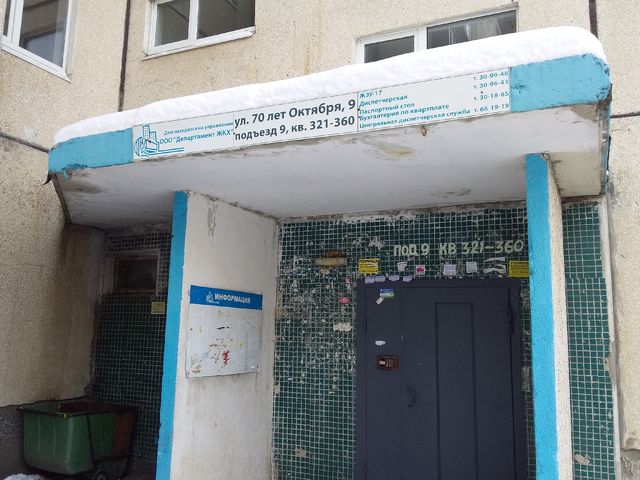 Дом находится на управлении
ООО "Департамент ЖКХ"
ул. 70 лет Октября, 9
подъезд 9, кв. 321-360
ЖЭУ-17 т. 30-99-48
Диспетчерская т. 30-96-43
Паспортный стол
Бухгалтерия по квартплате т. 30-18-65
Центральная диспетчерская служба т. 68-19-19
ПОД 9 КВ 321-360
ИНФОРМАЦИЯ